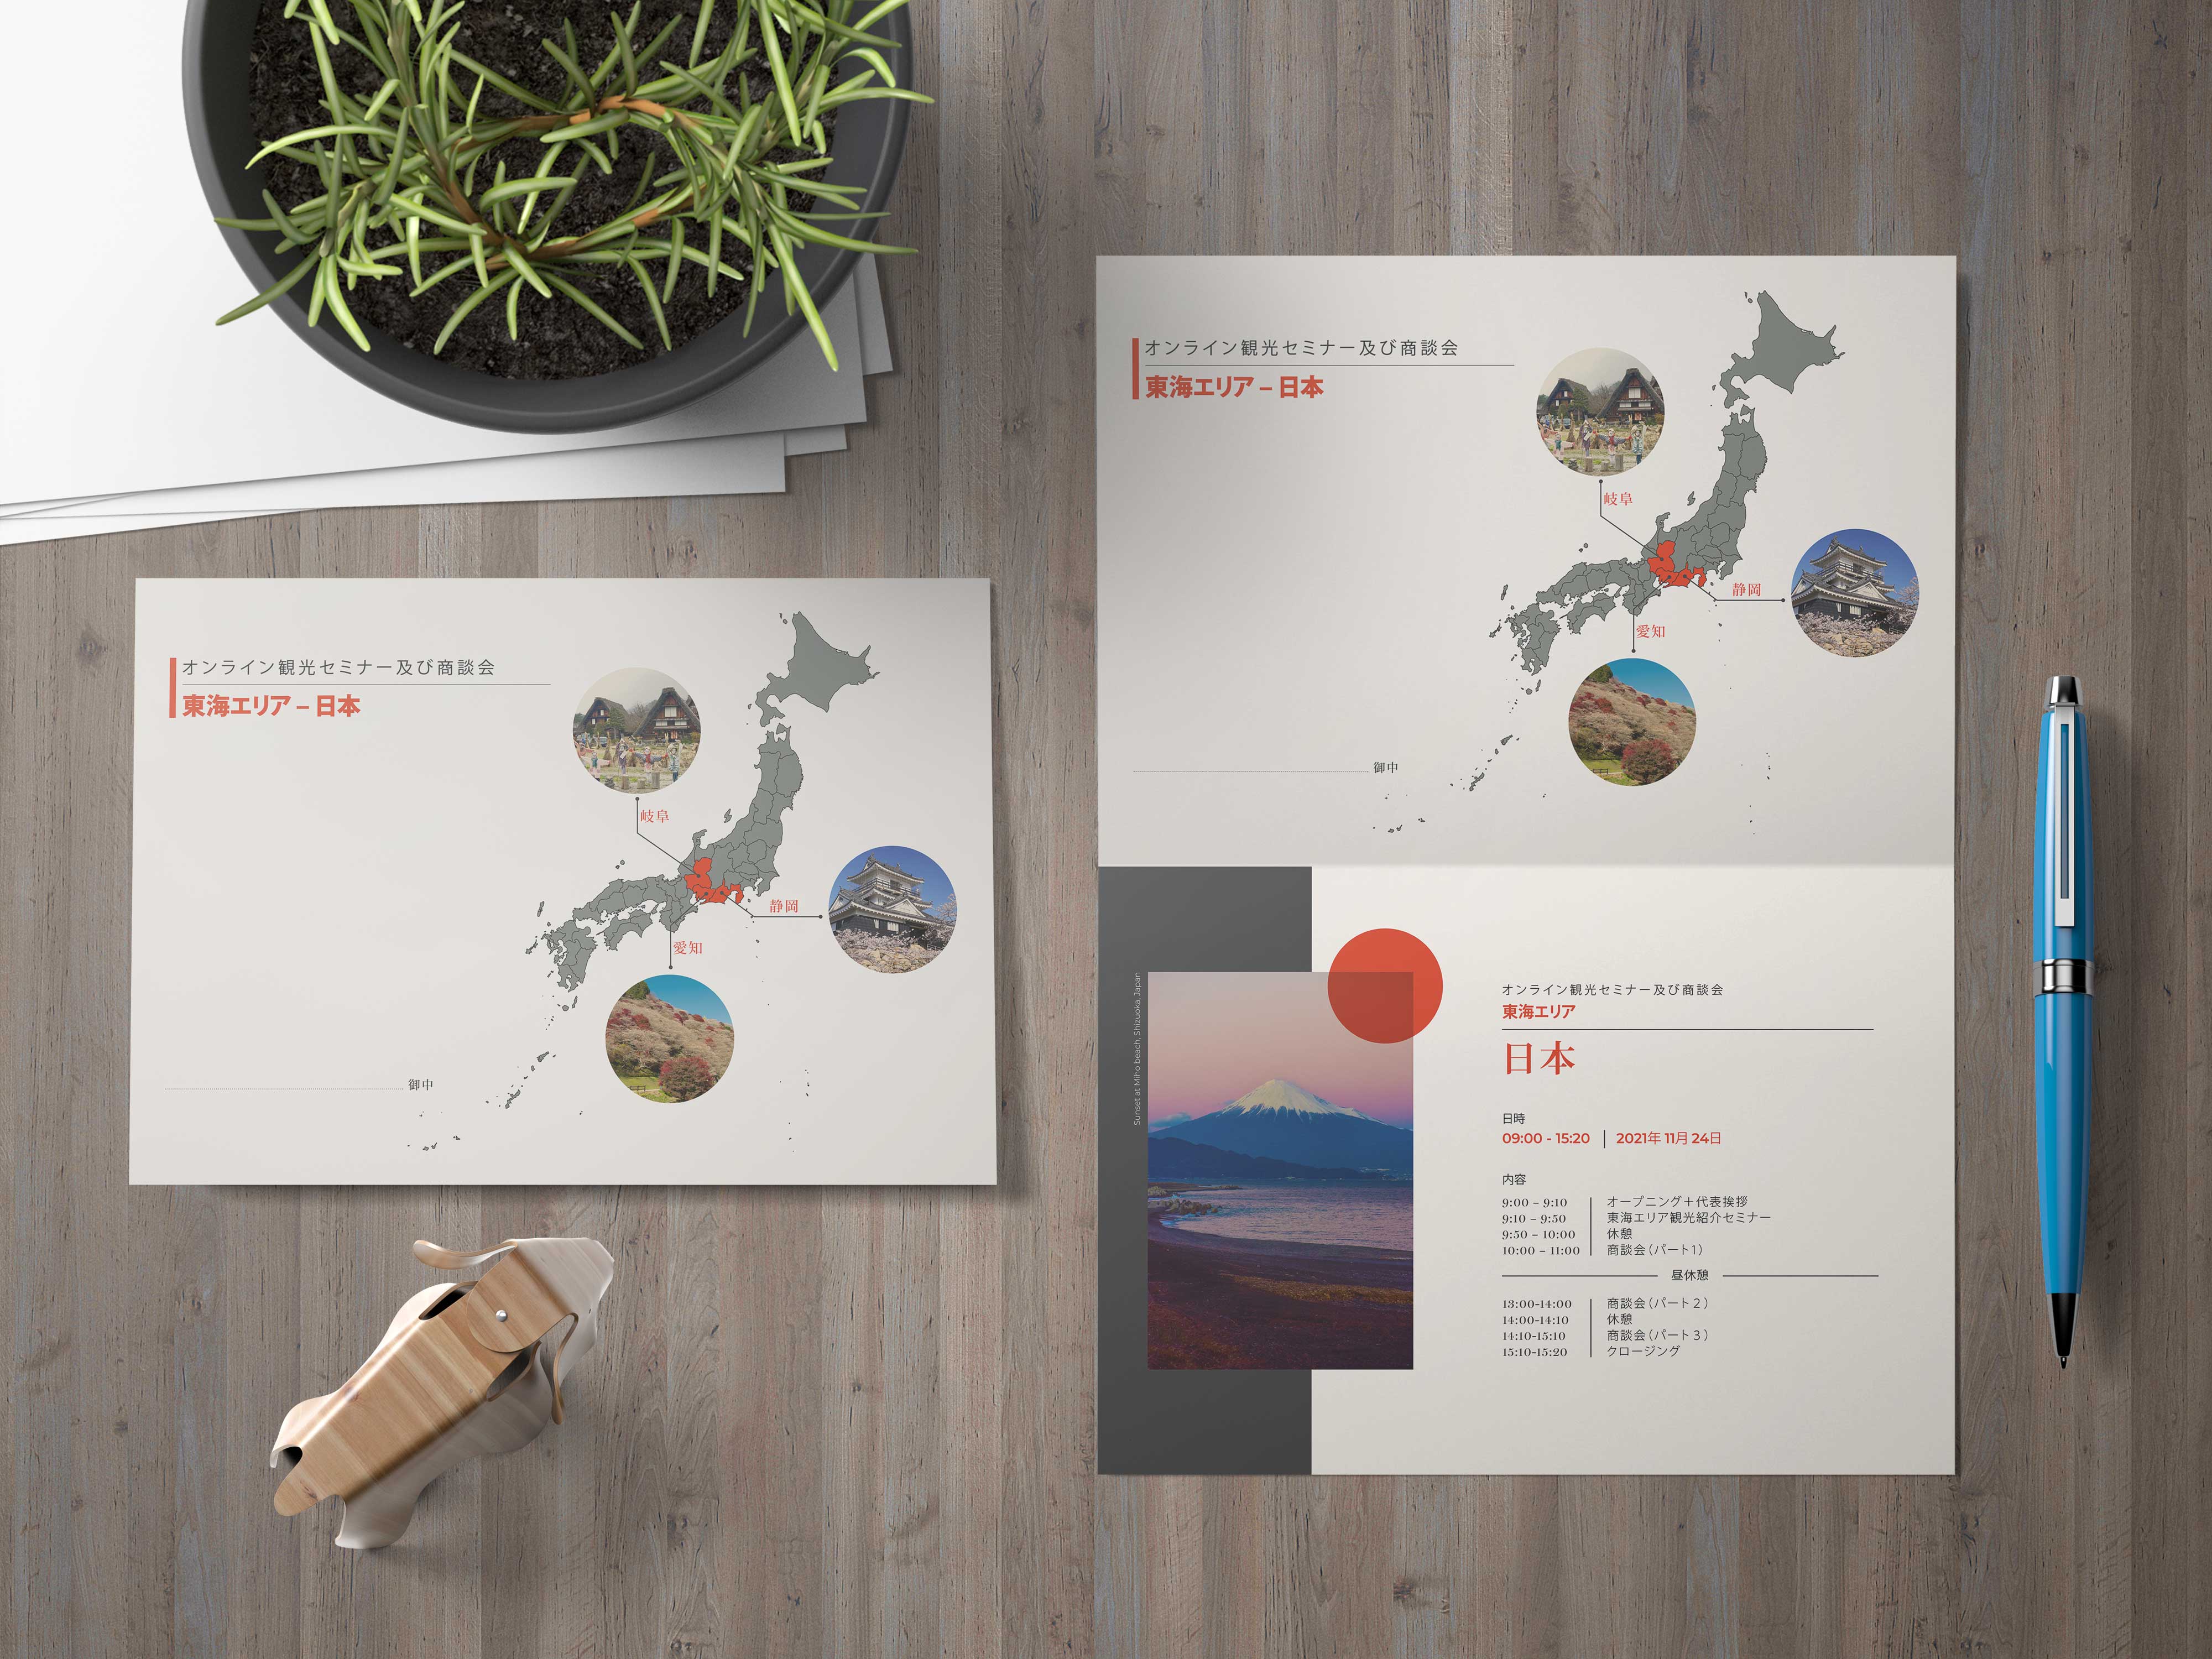 オンライン観光セミナー及び商談会
東海エリア – 日本
岐阜
静岡
愛知
御中
オンライン観光セミナー及び商談会
東海エリア – 日本
岐阜
静岡
愛知
御中
Sunset at Miho beach, Shizuoka, Japan
オンライン観光セミナー及び商談会
東海エリア
日本
日時
09:00 - 15:20 | 2021年 11月 24日
内容
9:00 – 9:10 オープニング＋代表挨拶
9:10 – 9:50 東海エリア観光紹介セミナー
9:50 – 10:00 休憩
10:00 – 11:00 商談会（パート1）
昼休憩
13:00-14:00 商談会（パート２）
14:00-14:10 休憩
14:10-15:10 商談会（パート３）
15:10-15:20 クロージング